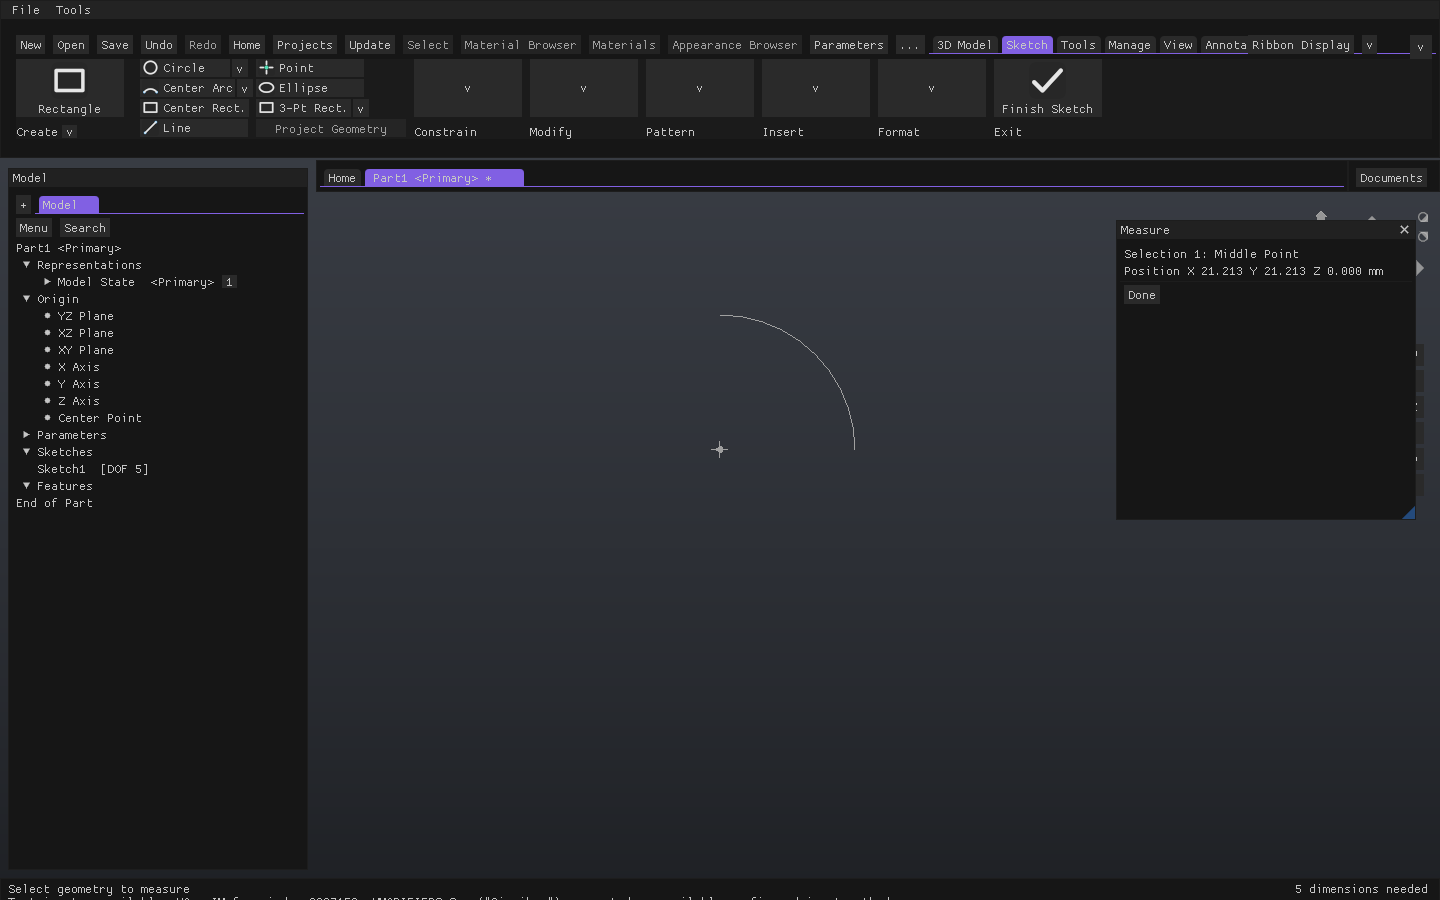 File Tools
New Open Save Undo Redo Home Projects Update Select Material Browser Materials Appearance Browser Parameters ... 3D Model Sketch Tools Manage View Annota Ribbon Display v v
Circle v Point
Center Arc v Ellipse
Rectangle Center Rect. 3-Pt Rect. v Finish Sketch
Line Project Geometry
Create v Constrain Modify Pattern Insert Format Exit
Model
Home Part1 <Primary> * Documents
+ Model
Menu Search
Part1 <Primary>
Representations
Model State <Primary> 1
Origin
YZ Plane
XZ Plane
XY Plane
X Axis
Y Axis
Z Axis
Center Point
Parameters
Sketches
Sketch1 [DOF 5]
Features
End of Part
Measure
Selection 1: Middle Point
Position X 21.213 Y 21.213 Z 0.000 mm
Done
Select geometry to measure
5 dimensions needed